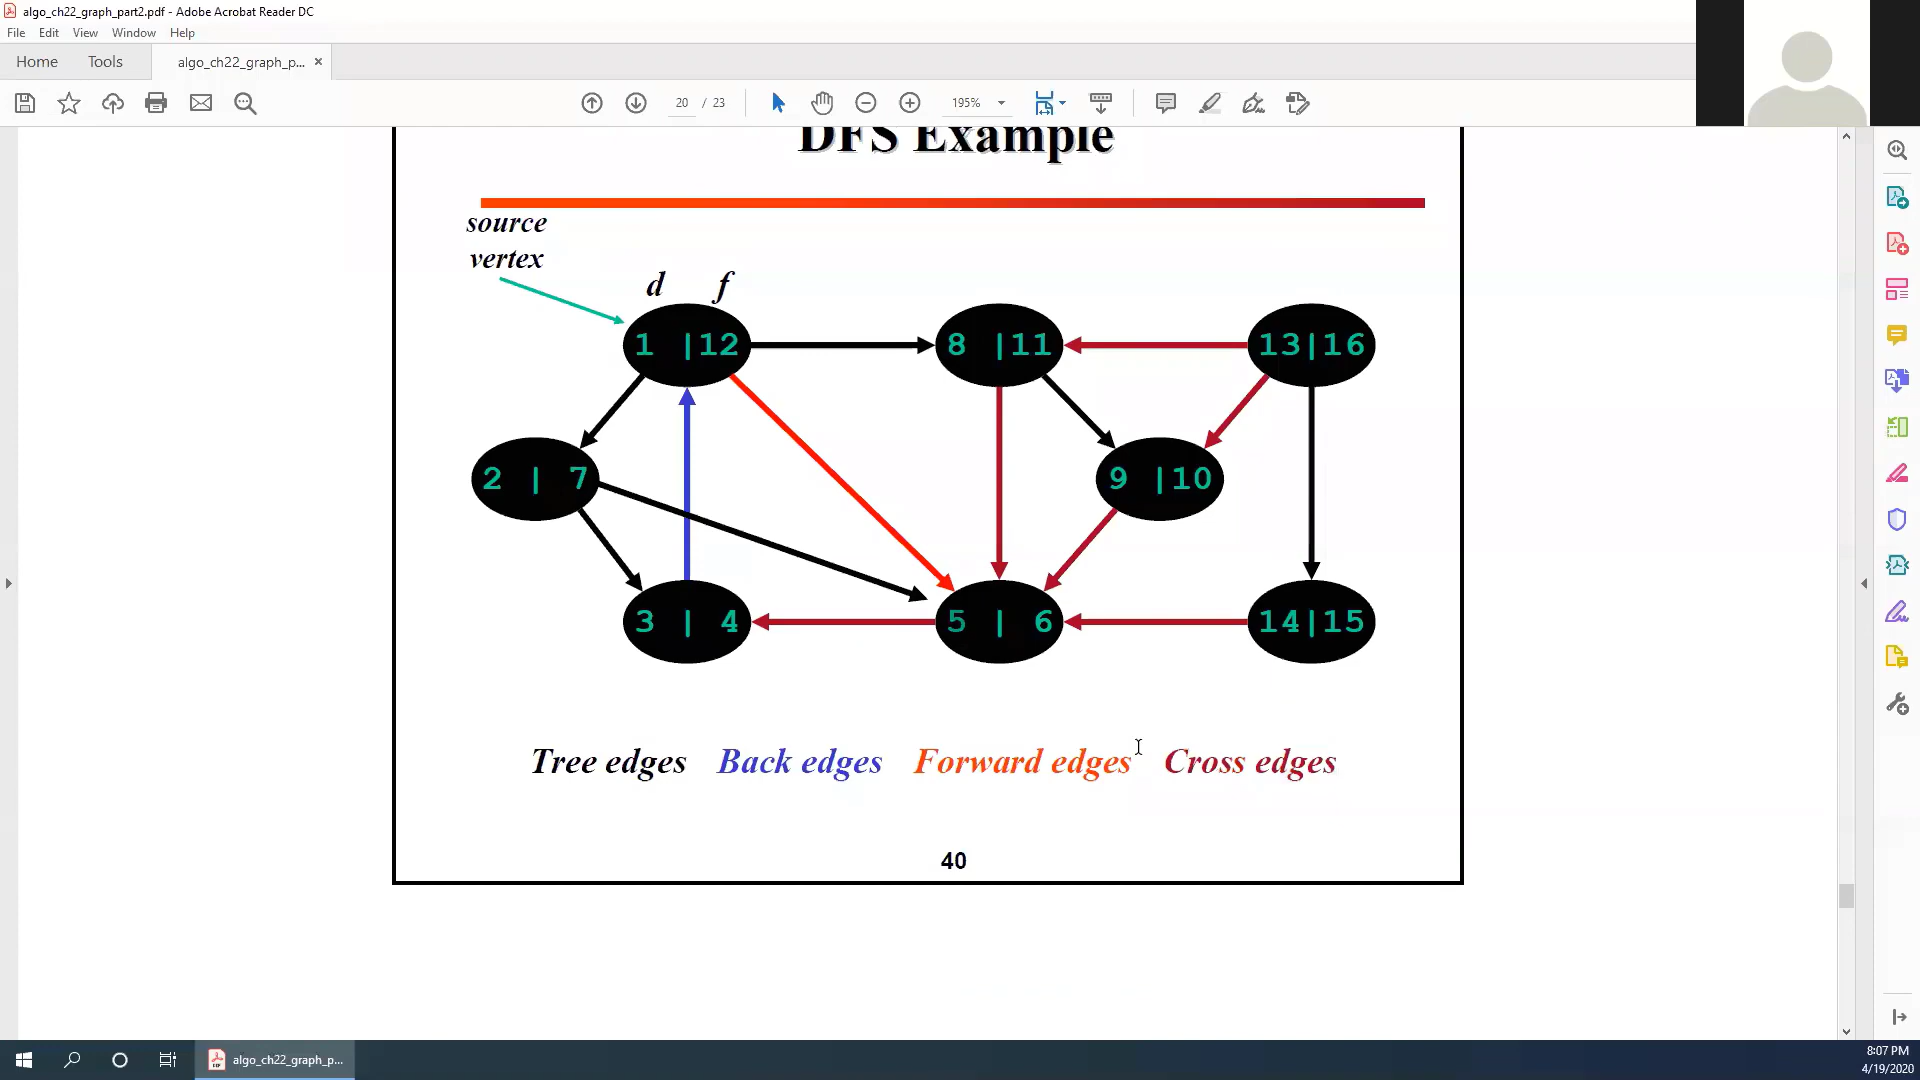 algo_ch22_graph_part2.pdf - Adobe Acrobat Reader DC
File Edit View Window Help
Home Tools algo_ch22_graph_p... ×
20 / 23 195%
DFS Example
source
vertex
d f
1 |12 8 |11 13|16
2 | 7 9 |10
3 | 4 5 | 6 14|15
Tree edges Back edges Forward edges Cross edges
40
algo_ch22_graph_p...
8:07 PM
4/19/2020